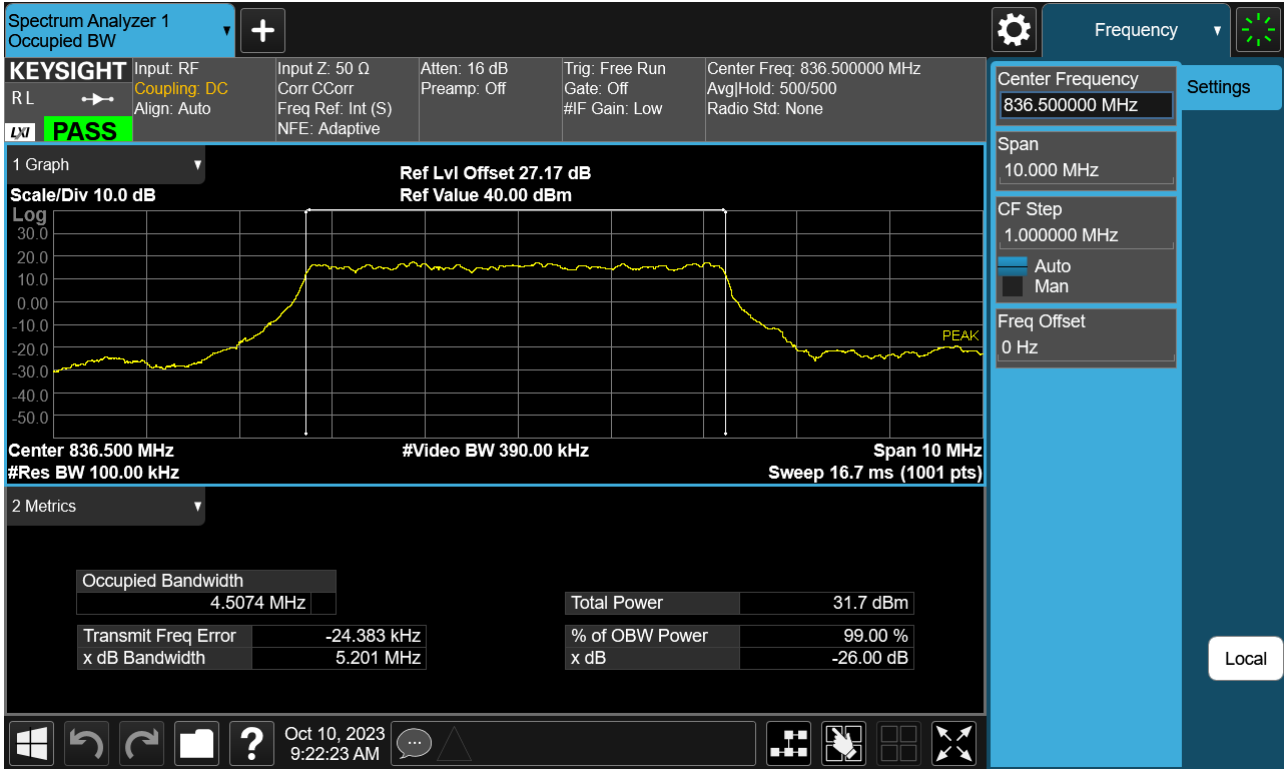 Spectrum Analyzer 1
Occupied BW
Frequency
KEYSIGHT
R L
LXI
PASS
Input: RF
Coupling: DC
Align: Auto
Input Z: 50 Ω
Corr CCorr
Freq Ref: Int (S)
NFE: Adaptive
Atten: 16 dB
Preamp: Off
Trig: Free Run
Gate: Off
#IF Gain: Low
Center Freq: 836.500000 MHz
Avg|Hold: 500/500
Radio Std: None
Center Frequency
836.500000 MHz
Settings
Span
10.000 MHz
CF Step
1.000000 MHz
Auto
Man
Freq Offset
0 Hz
Local
1 Graph
Scale/Div 10.0 dB
Ref Lvl Offset 27.17 dB
Ref Value 40.00 dBm
Log
30.0
20.0
10.0
0.00
-10.0
-20.0
-30.0
-40.0
-50.0
PEAK
Center 836.500 MHz
#Res BW 100.00 kHz
#Video BW 390.00 kHz
Span 10 MHz
Sweep 16.7 ms (1001 pts)
2 Metrics
Occupied Bandwidth
4.5074 MHz
Transmit Freq Error -24.383 kHz
x dB Bandwidth 5.201 MHz
Total Power 31.7 dBm
% of OBW Power 99.00 %
x dB -26.00 dB
?
Oct 10, 2023
9:22:23 AM